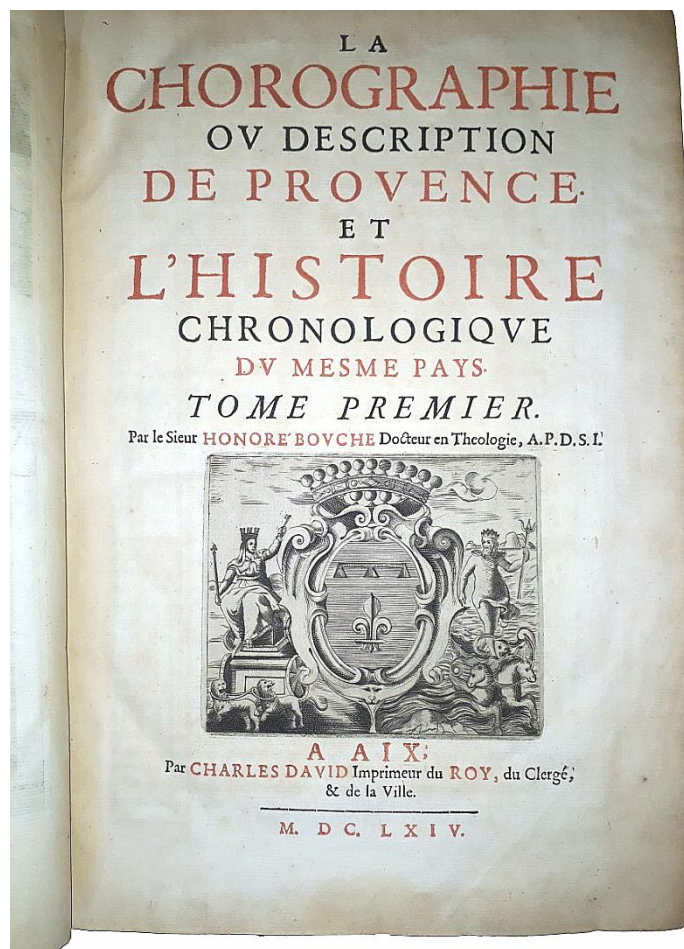 LA
CHOROGRAPHIE
OV DESCRIPTION
DE PROVENCE.
ET
L'HISTOIRE
CHRONOLOGIQVE
DV MESME PAYS.
TOME PREMIER.
Par le Sieur HONORE' BOVCHE Docteur en Theologie, A.P.D.S.I.
A AIX,
Par CHARLES DAVID Imprimeur du ROY, du Clergé,
& de la Ville.
M. DC. LXIV.